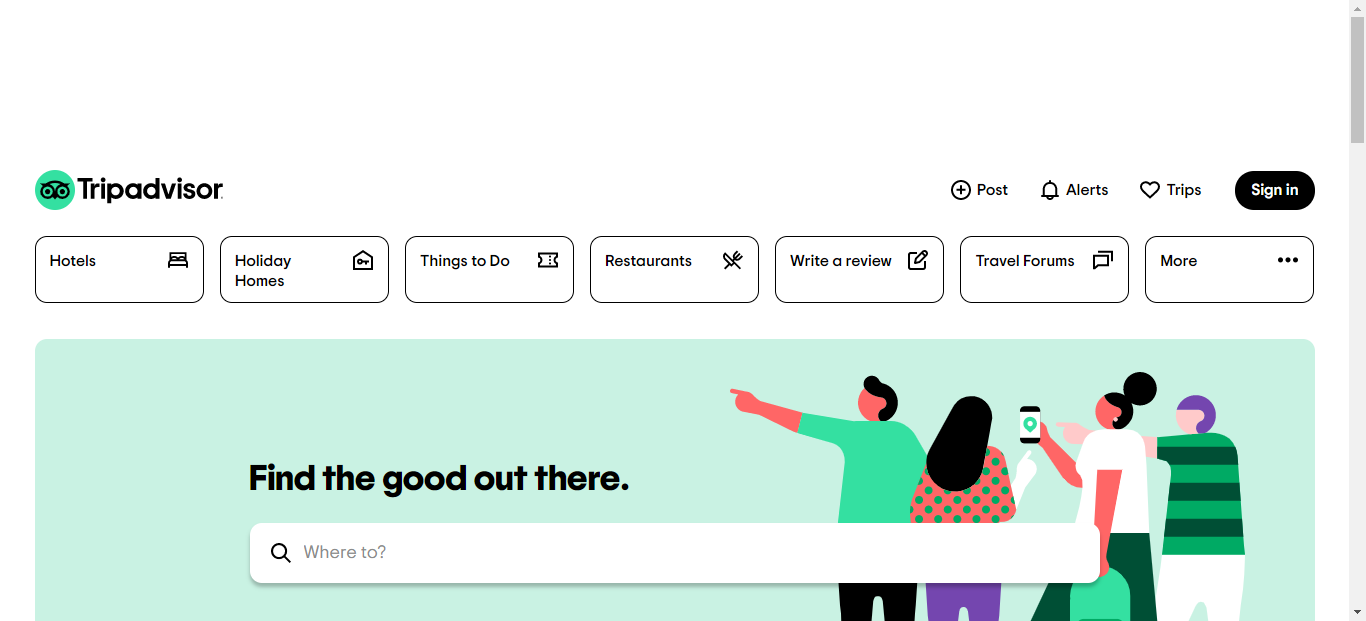 Tripadvisor
Post
Alerts
Trips
Sign in
Hotels
Holiday
Homes
Things to Do
Restaurants
Write a review
Travel Forums
More
Find the good out there.
Where to?